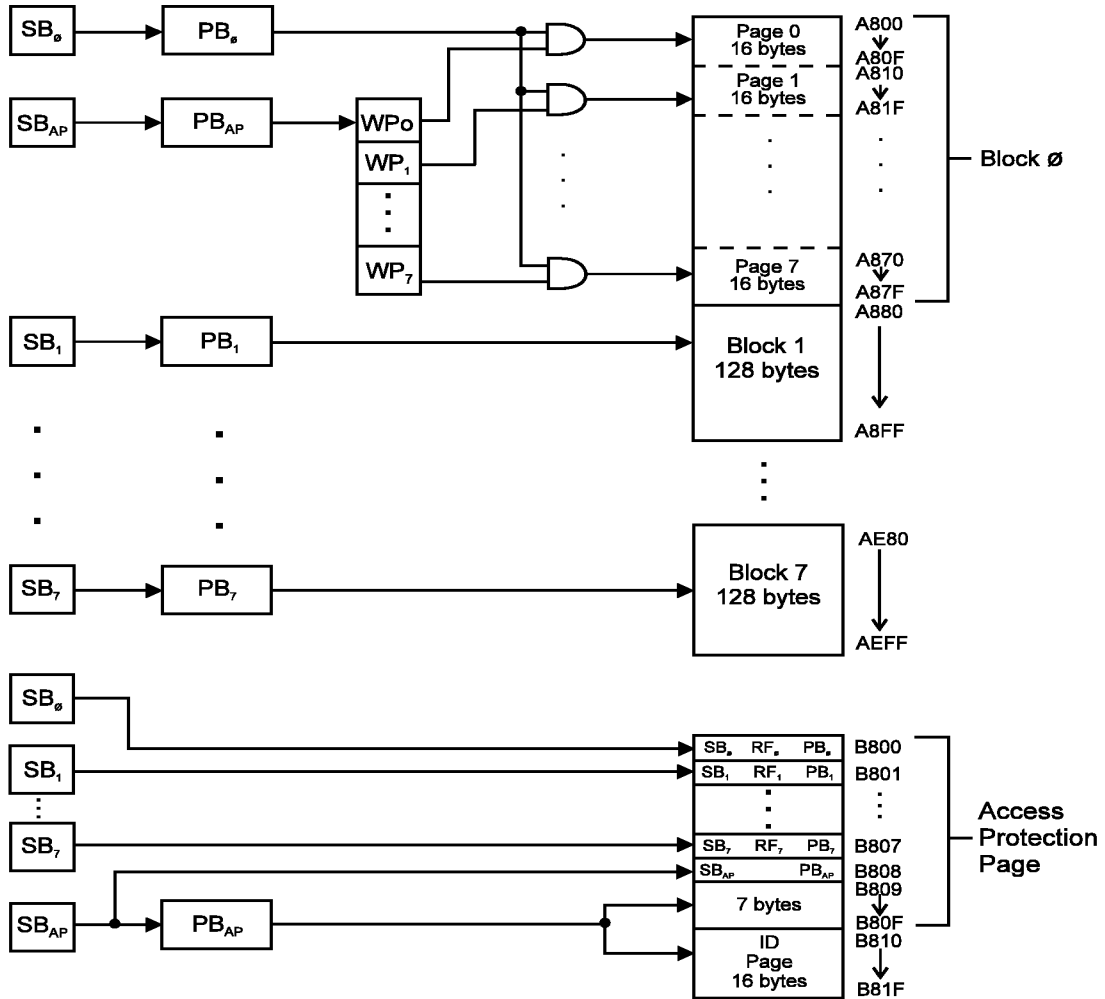 SBø PBø Page 0 16 bytes A800 A80F
SBAP PBAP WPo Page 1 16 bytes A810 A81F
WP1 Block ø
WP7 Page 7 16 bytes A870 A87F
SB1 PB1 Block 1 128 bytes A880 A8FF
SB7 PB7 Block 7 128 bytes AE80 AEFF
SBø SBø RFø PBø B800
SB1 SB1 RF1 PB1 B801
SB7 SB7 RF7 PB7 B807
SBAP PBAP B808
SBAP PBAP 7 bytes B809 B80F
ID Page 16 bytes B810 B81F
Access
Protection
Page